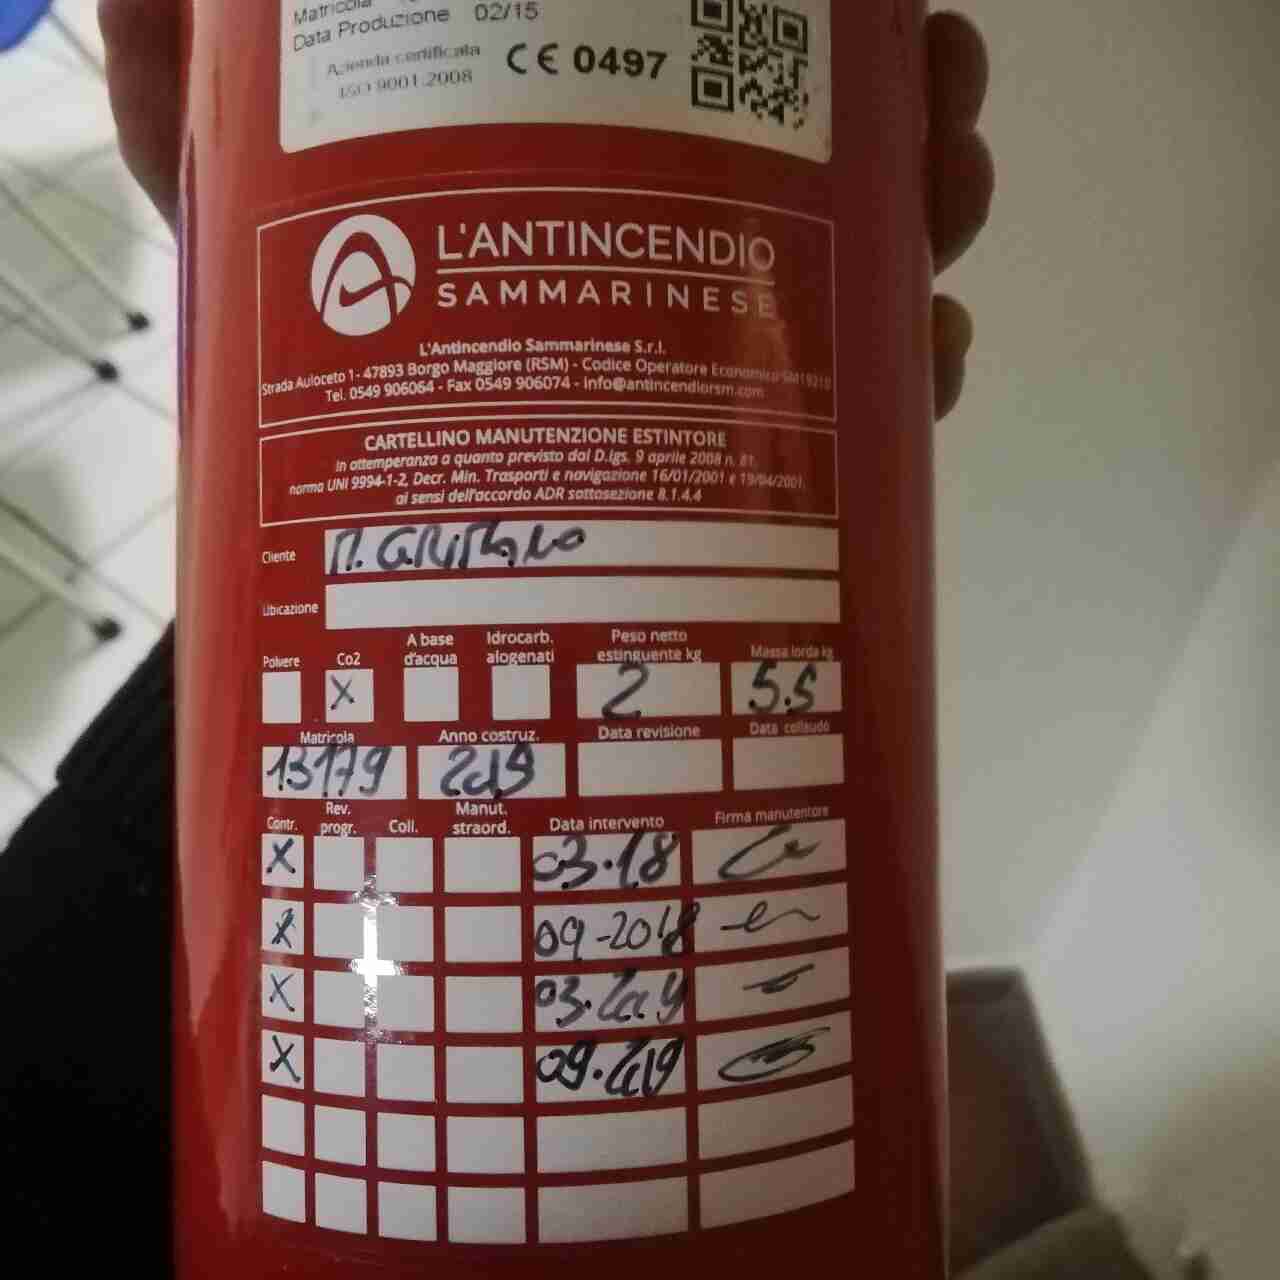 Matricola
Data Produzione 02/15
Azienda certificata
ISO 9001:2008
CE 0497
L'ANTINCENDIO
SAMMARINESE
L'Antincendio Sammarinese S.r.l.
Strada Auloceto 1 - 47893 Borgo Maggiore (RSM) - Codice Operatore Economico SM19210
Tel. 0549 906064 - Fax 0549 906074 - info@antincendiorsm.com
CARTELLINO MANUTENZIONE ESTINTORE
in attemperanza a quanto previsto dal D.lgs. 9 aprile 2008 n. 81,
norma UNI 9994-1-2, Decr. Min. Trasporti e navigazione 16/01/2001 e 19/04/2001,
ai sensi dell'accordo ADR sottosezione 8.1.4.4
Cliente
Ubicazione
Polvere Co2 A base d'acqua Idrocarb. alogenati Peso netto estinguente kg Massa lorda kg
X 2 5.5
Matricola Anno costruz. Data revisione Data collaudo
13179
Contr. Rev. progr. Coll. Manut. straord. Data intervento Firma manutentore
X 03.18
X 09-2018
X 03.2019
X 09.2019